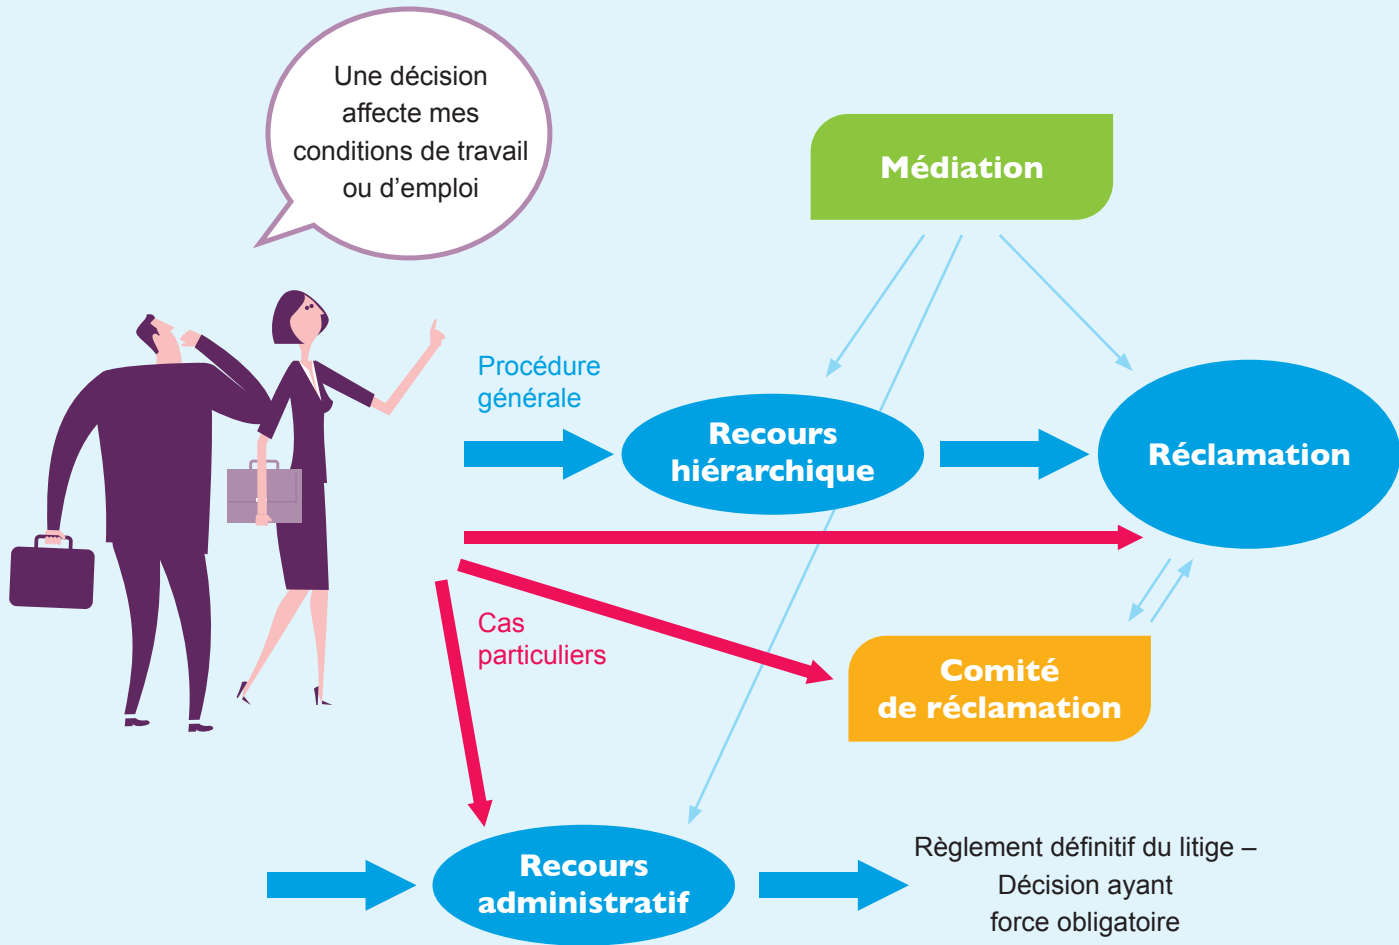 Une décision
affecte mes
conditions de travail
ou d’emploi
Médiation
Procédure
générale
Recours
hiérarchique
Réclamation
Cas
particuliers
Comité
de réclamation
Recours
administratif
Règlement définitif du litige –
Décision ayant
force obligatoire